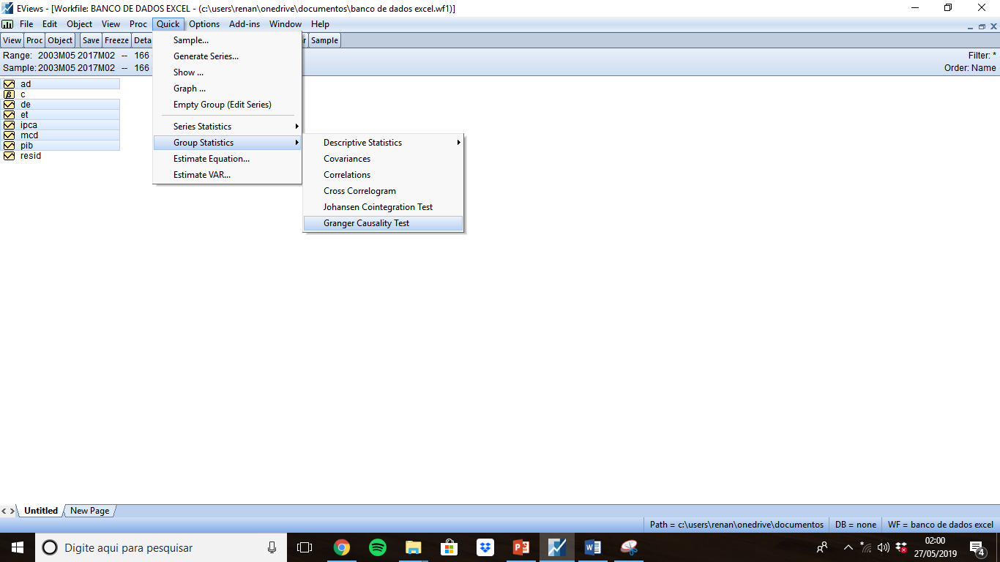 EViews - [Workfile: BANCO DE DADOS EXCEL - (c:\users\renan\onedrive\documentos\banco de dados excel.wf1)]
File Edit Object View Proc Quick Options Add-ins Window Help
View Proc Object Save Freeze Deta r Sample
Range: 2003M05 2017M02 -- 166
Filter: *
Sample: 2003M05 2017M02 -- 166
Order: Name
ad
c
de
et
ipca
mcd
pib
resid
Sample...
Generate Series...
Show ...
Graph ...
Empty Group (Edit Series)
Series Statistics
Group Statistics
Estimate Equation...
Estimate VAR...
Descriptive Statistics
Covariances
Correlations
Cross Correlogram
Johansen Cointegration Test
Granger Causality Test
Untitled New Page
Path = c:\users\renan\onedrive\documentos DB = none WF = banco de dados excel
Digite aqui para pesquisar
02:00
27/05/2019
4